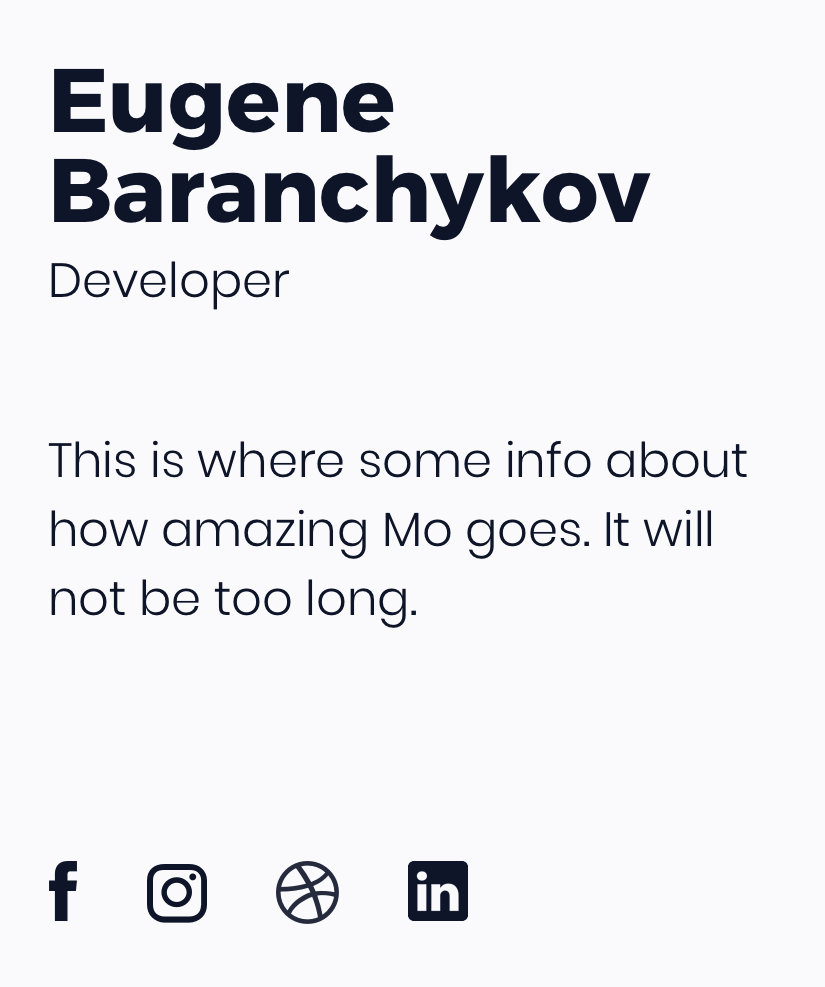 Eugene
Baranchykov
Developer
This is where some info about
how amazing Mo goes. It will
not be too long.